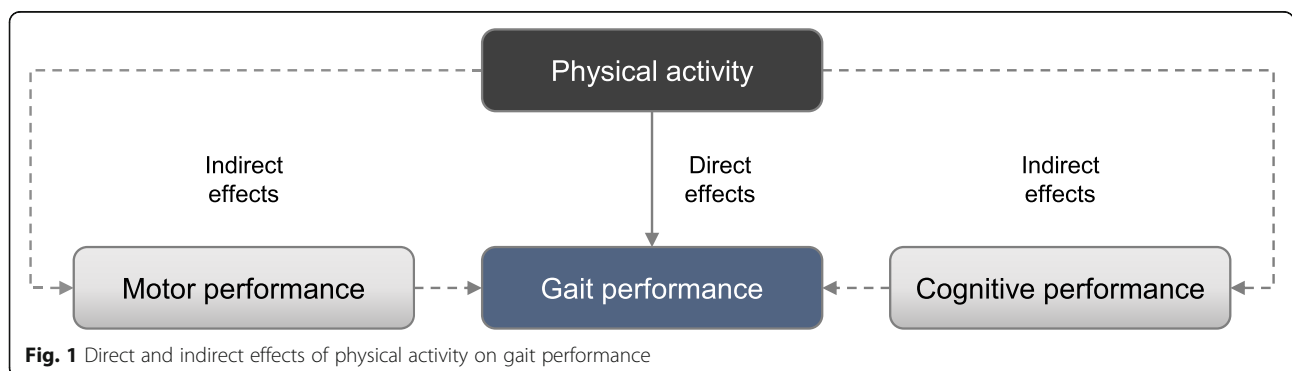 Physical activity
Indirect
effects
Direct
effects
Indirect
effects
Motor performance
Gait performance
Cognitive performance
Fig. 1 Direct and indirect effects of physical activity on gait performance